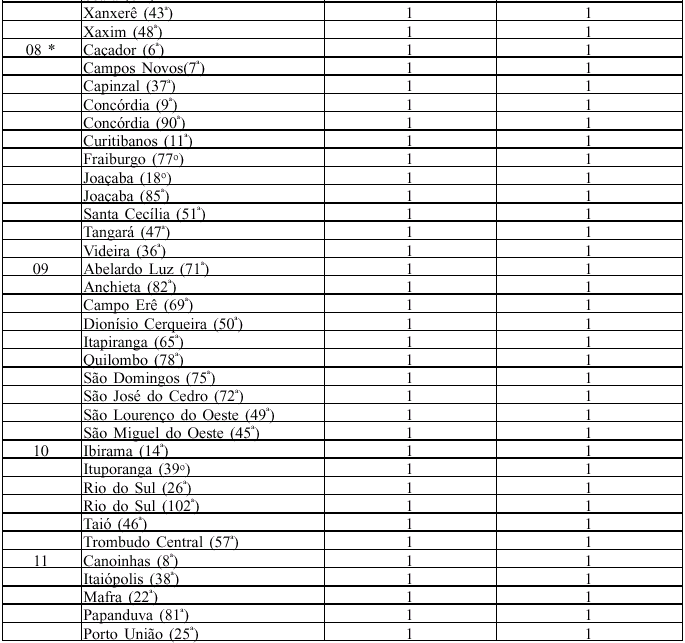 Xanxerê (43ª) 1 1
Xaxim (48ª) 1 1
08 * Caçador (6ª) 1 1
Campos Novos(7ª) 1 1
Capinzal (37ª) 1 1
Concórdia (9ª) 1 1
Concórdia (90ª) 1 1
Curitibanos (11ª) 1 1
Fraiburgo (77º) 1 1
Joaçaba (18º) 1 1
Joaçaba (85ª) 1 1
Santa Cecília (51ª) 1 1
Tangará (47ª) 1 1
Videira (36ª) 1 1
09 Abelardo Luz (71ª) 1 1
Anchieta (82ª) 1 1
Campo Erê (69ª) 1 1
Dionísio Cerqueira (50ª) 1 1
Itapiranga (65ª) 1 1
Quilombo (78ª) 1 1
São Domingos (75ª) 1 1
São José do Cedro (72ª) 1 1
São Lourenço do Oeste (49ª) 1 1
São Miguel do Oeste (45ª) 1 1
10 Ibirama (14ª) 1 1
Ituporanga (39º) 1 1
Rio do Sul (26ª) 1 1
Rio do Sul (102ª) 1 1
Taió (46ª) 1 1
Trombudo Central (57ª) 1 1
11 Canoinhas (8ª) 1 1
Itaiópolis (38ª) 1 1
Mafra (22ª) 1 1
Papanduva (81ª) 1 1
Porto União (25ª) 1 1